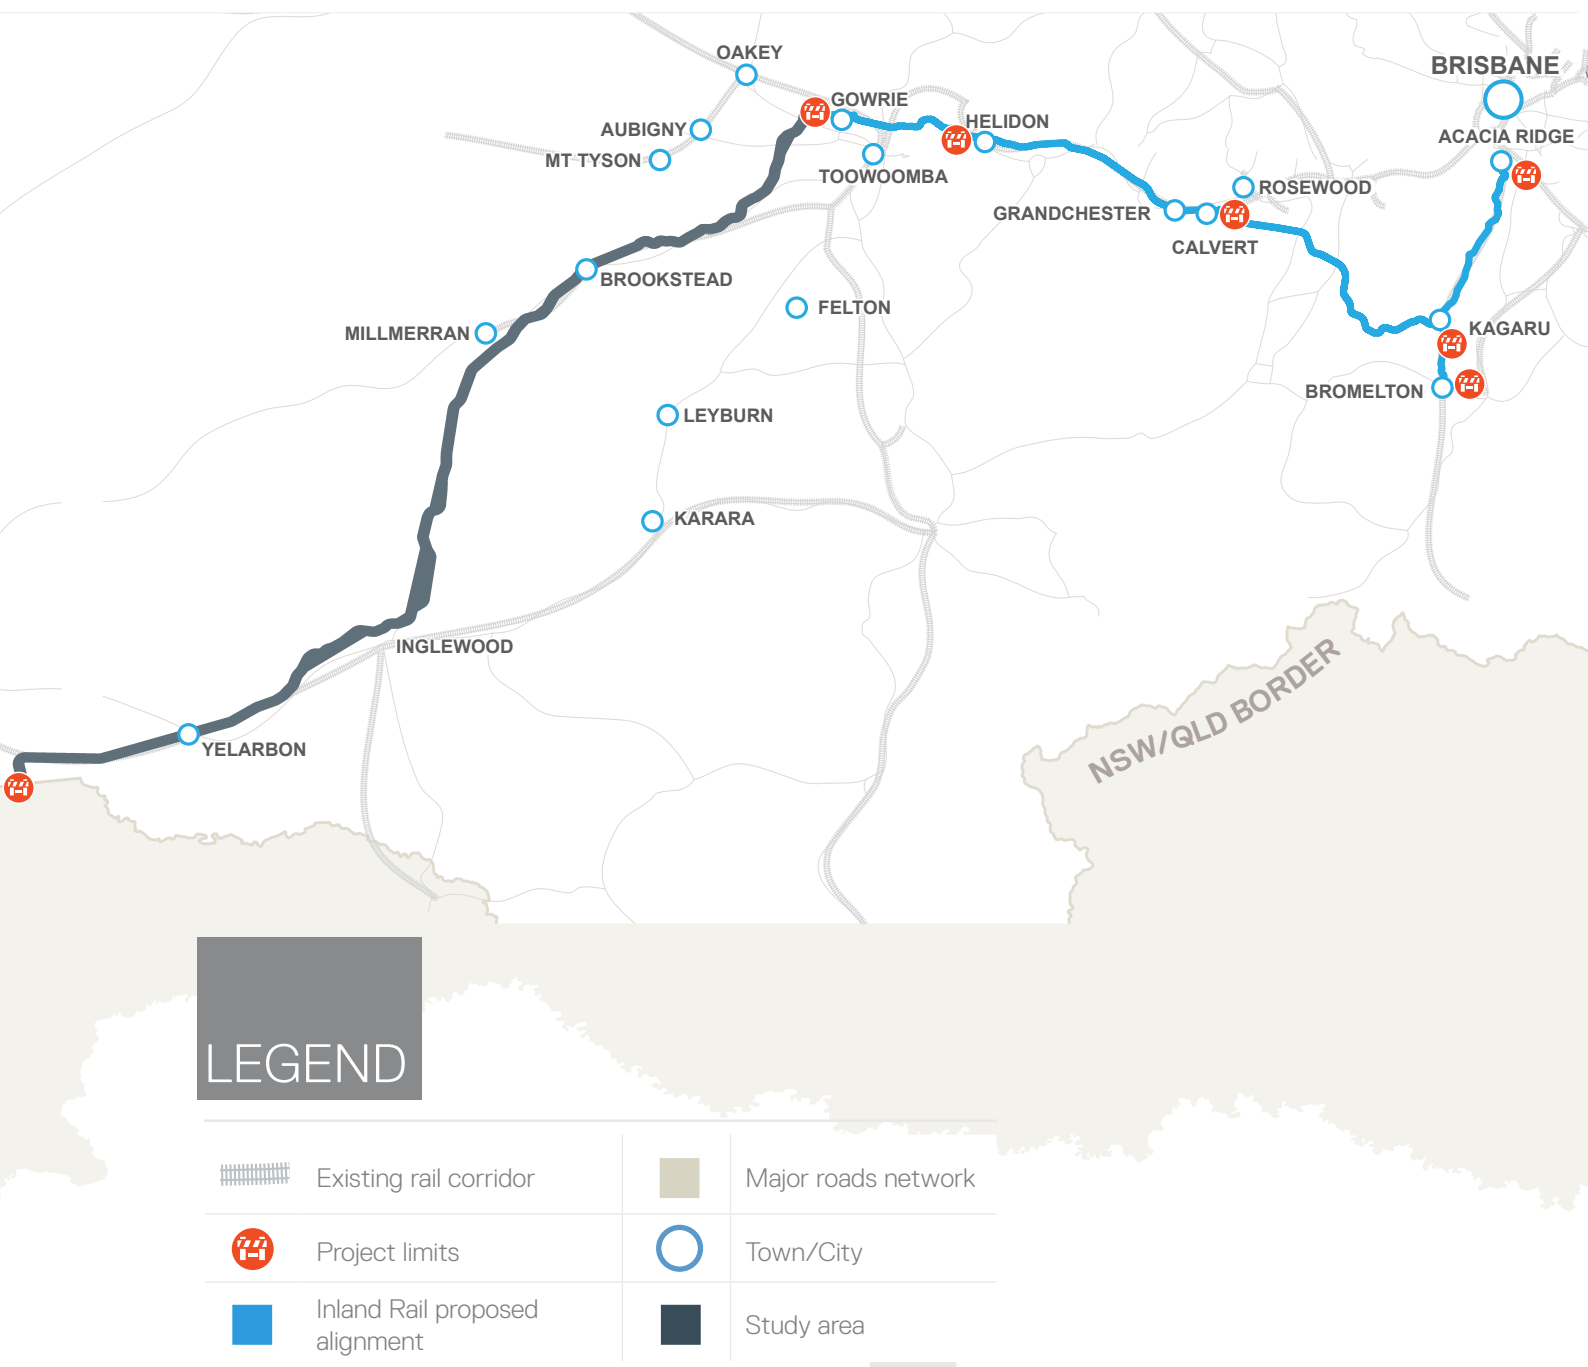 OAKEY
BRISBANE
GOWRIE
HELIDON
AUBIGNY
ACACIA RIDGE
MT TYSON
TOOWOOMBA
ROSEWOOD
GRANDCHESTER
CALVERT
BROOKSTEAD
FELTON
MILLMERRAN
KAGARU
BROMELTON
LEYBURN
KARARA
INGLEWOOD
NSW/QLD BORDER
YELARBON
LEGEND
Existing rail corridor
Major roads network
Project limits
Town/City
Inland Rail proposed
alignment
Study area